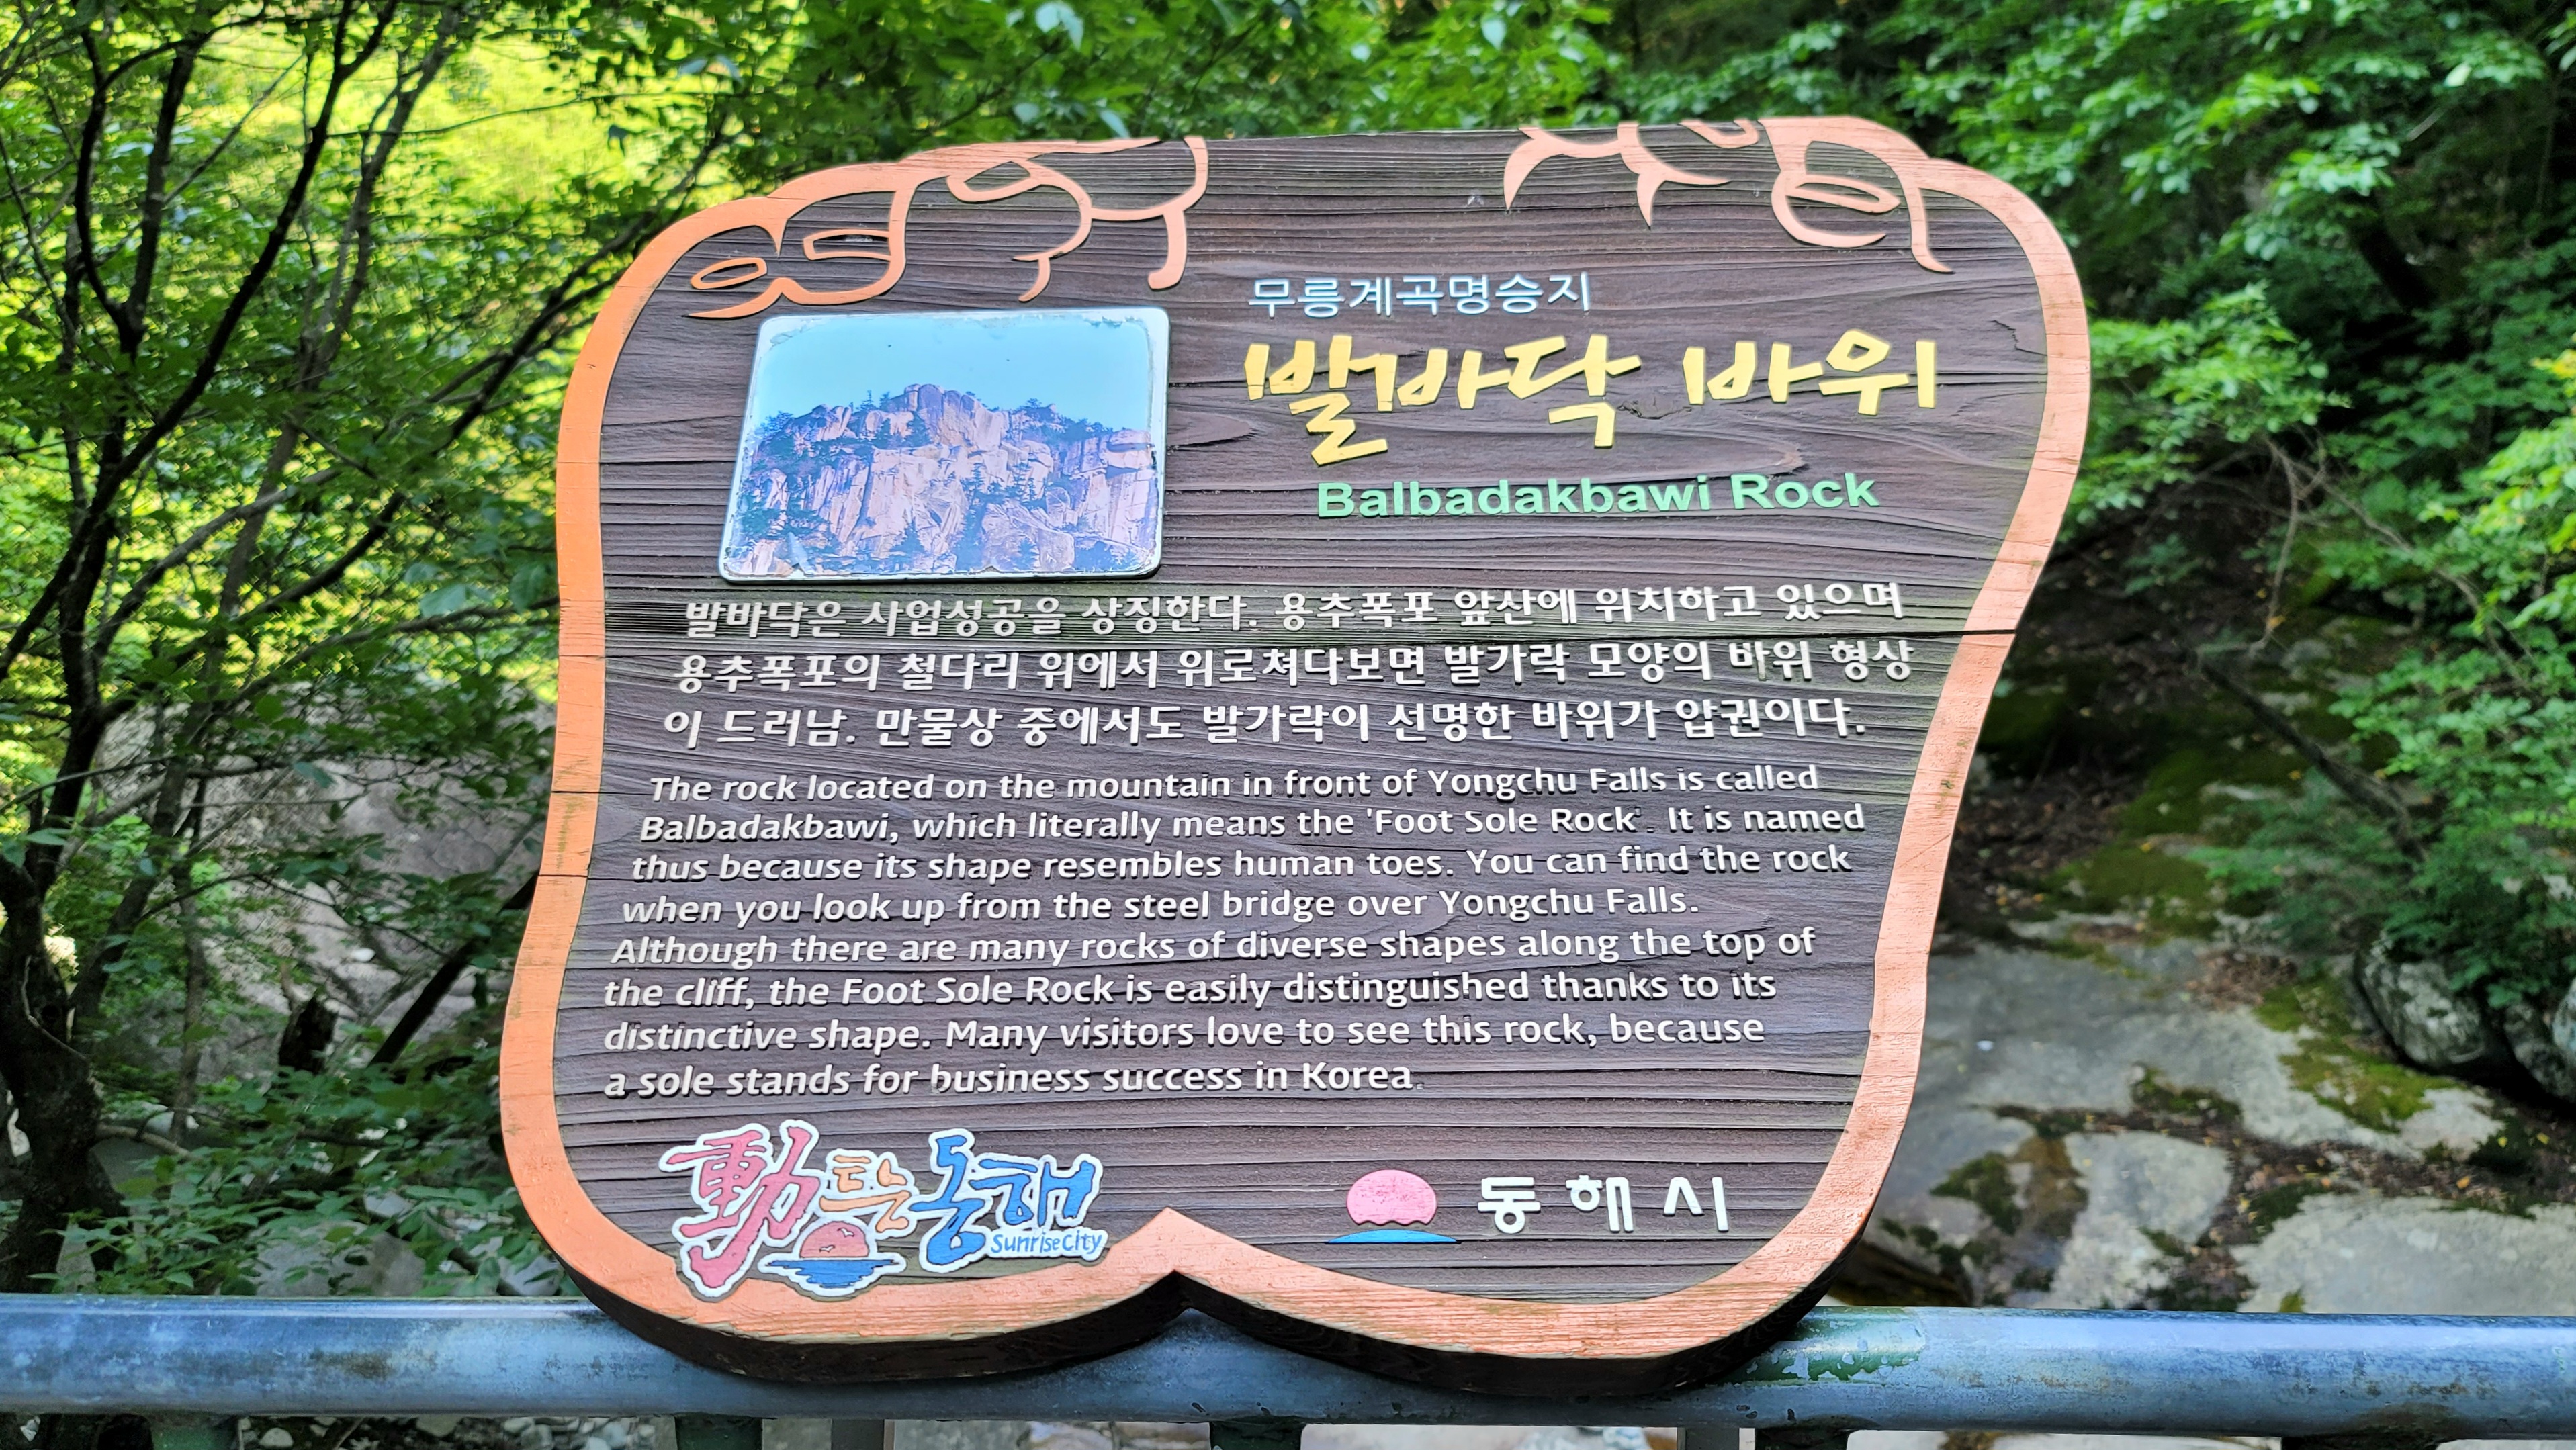 무릉계곡명승지
발바닥 바위
Balbadakbawi Rock
발바닥은 사업성공을 상징한다. 용추폭포 앞산에 위치하고 있으며
용추폭포의 철다리 위에서 위로쳐다보면 발가락 모양의 바위 형상
이 드러남. 만물상 중에서도 발가락이 선명한 바위가 압권이다.
The rock located on the mountain in front of Yongchu Falls is called
Balbadakbawi, which literally means the 'Foot Sole Rock'. It is named
thus because its shape resembles human toes. You can find the rock
when you look up from the steel bridge over Yongchu Falls.
Although there are many rocks of diverse shapes along the top of
the cliff, the Foot Sole Rock is easily distinguished thanks to its
distinctive shape. Many visitors love to see this rock, because
a sole stands for business success in Korea.
動트는동해
Sunrise City
동해시